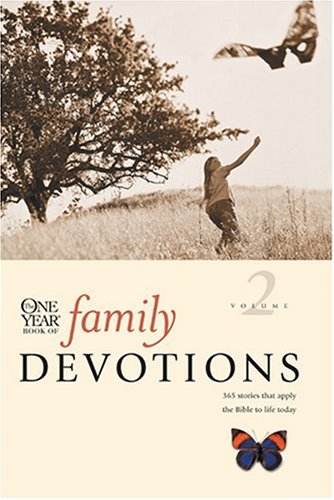 2
VOLUME
The
ONE
YEAR®
BOOK OF
family
DEVOTIONS
365 stories that apply
the Bible to life today